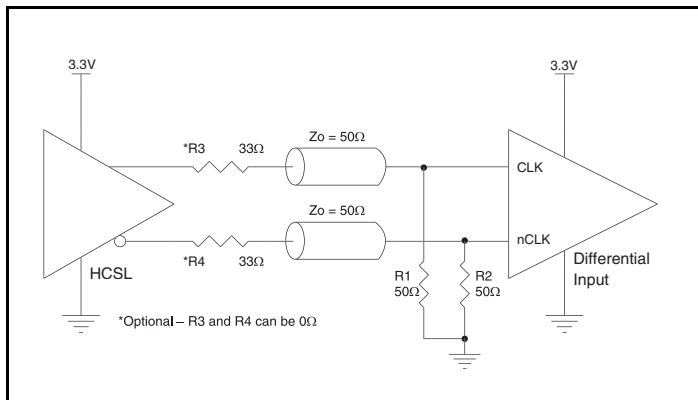 3.3V
3.3V
*R3 33Ω
Zo = 50Ω
CLK
Zo = 50Ω
nCLK
*R4 33Ω
HCSL
R1
50Ω
R2
50Ω
Differential
Input
*Optional – R3 and R4 can be 0Ω